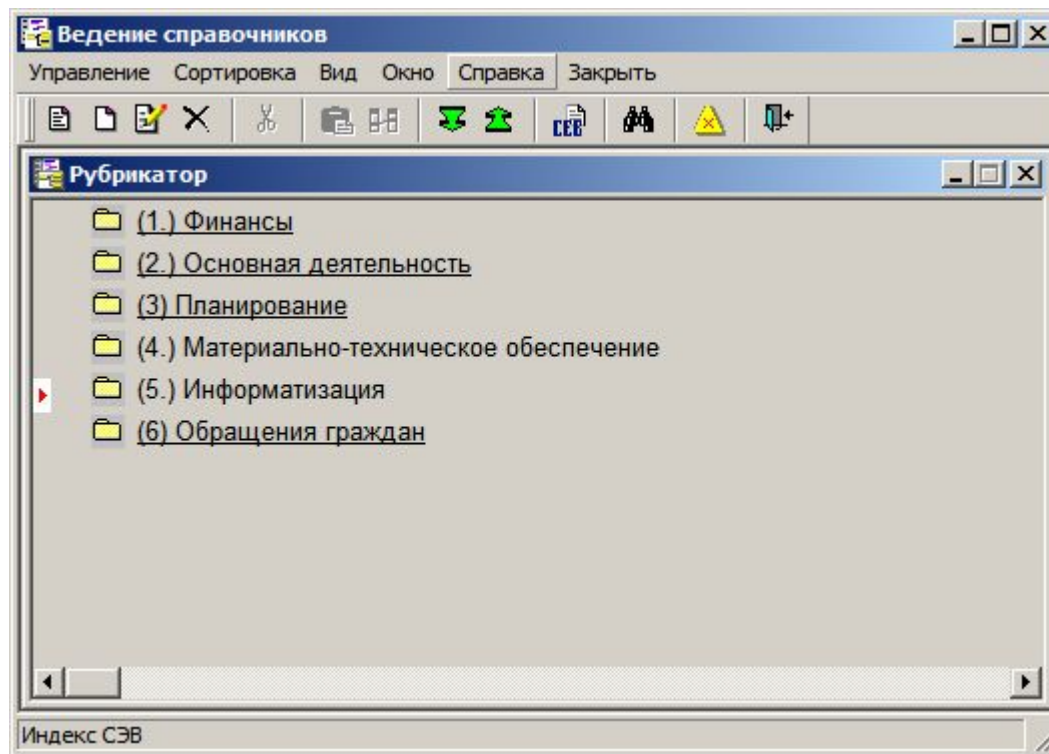 Ведение справочников
Управление Сортировка Вид Окно Справка Закрыть
СЕВ
Рубрикатор
(1.) Финансы
(2.) Основная деятельность
(3) Планирование
(4.) Материально-техническое обеспечение
(5.) Информатизация
(6) Обращения граждан
Индекс СЭВ